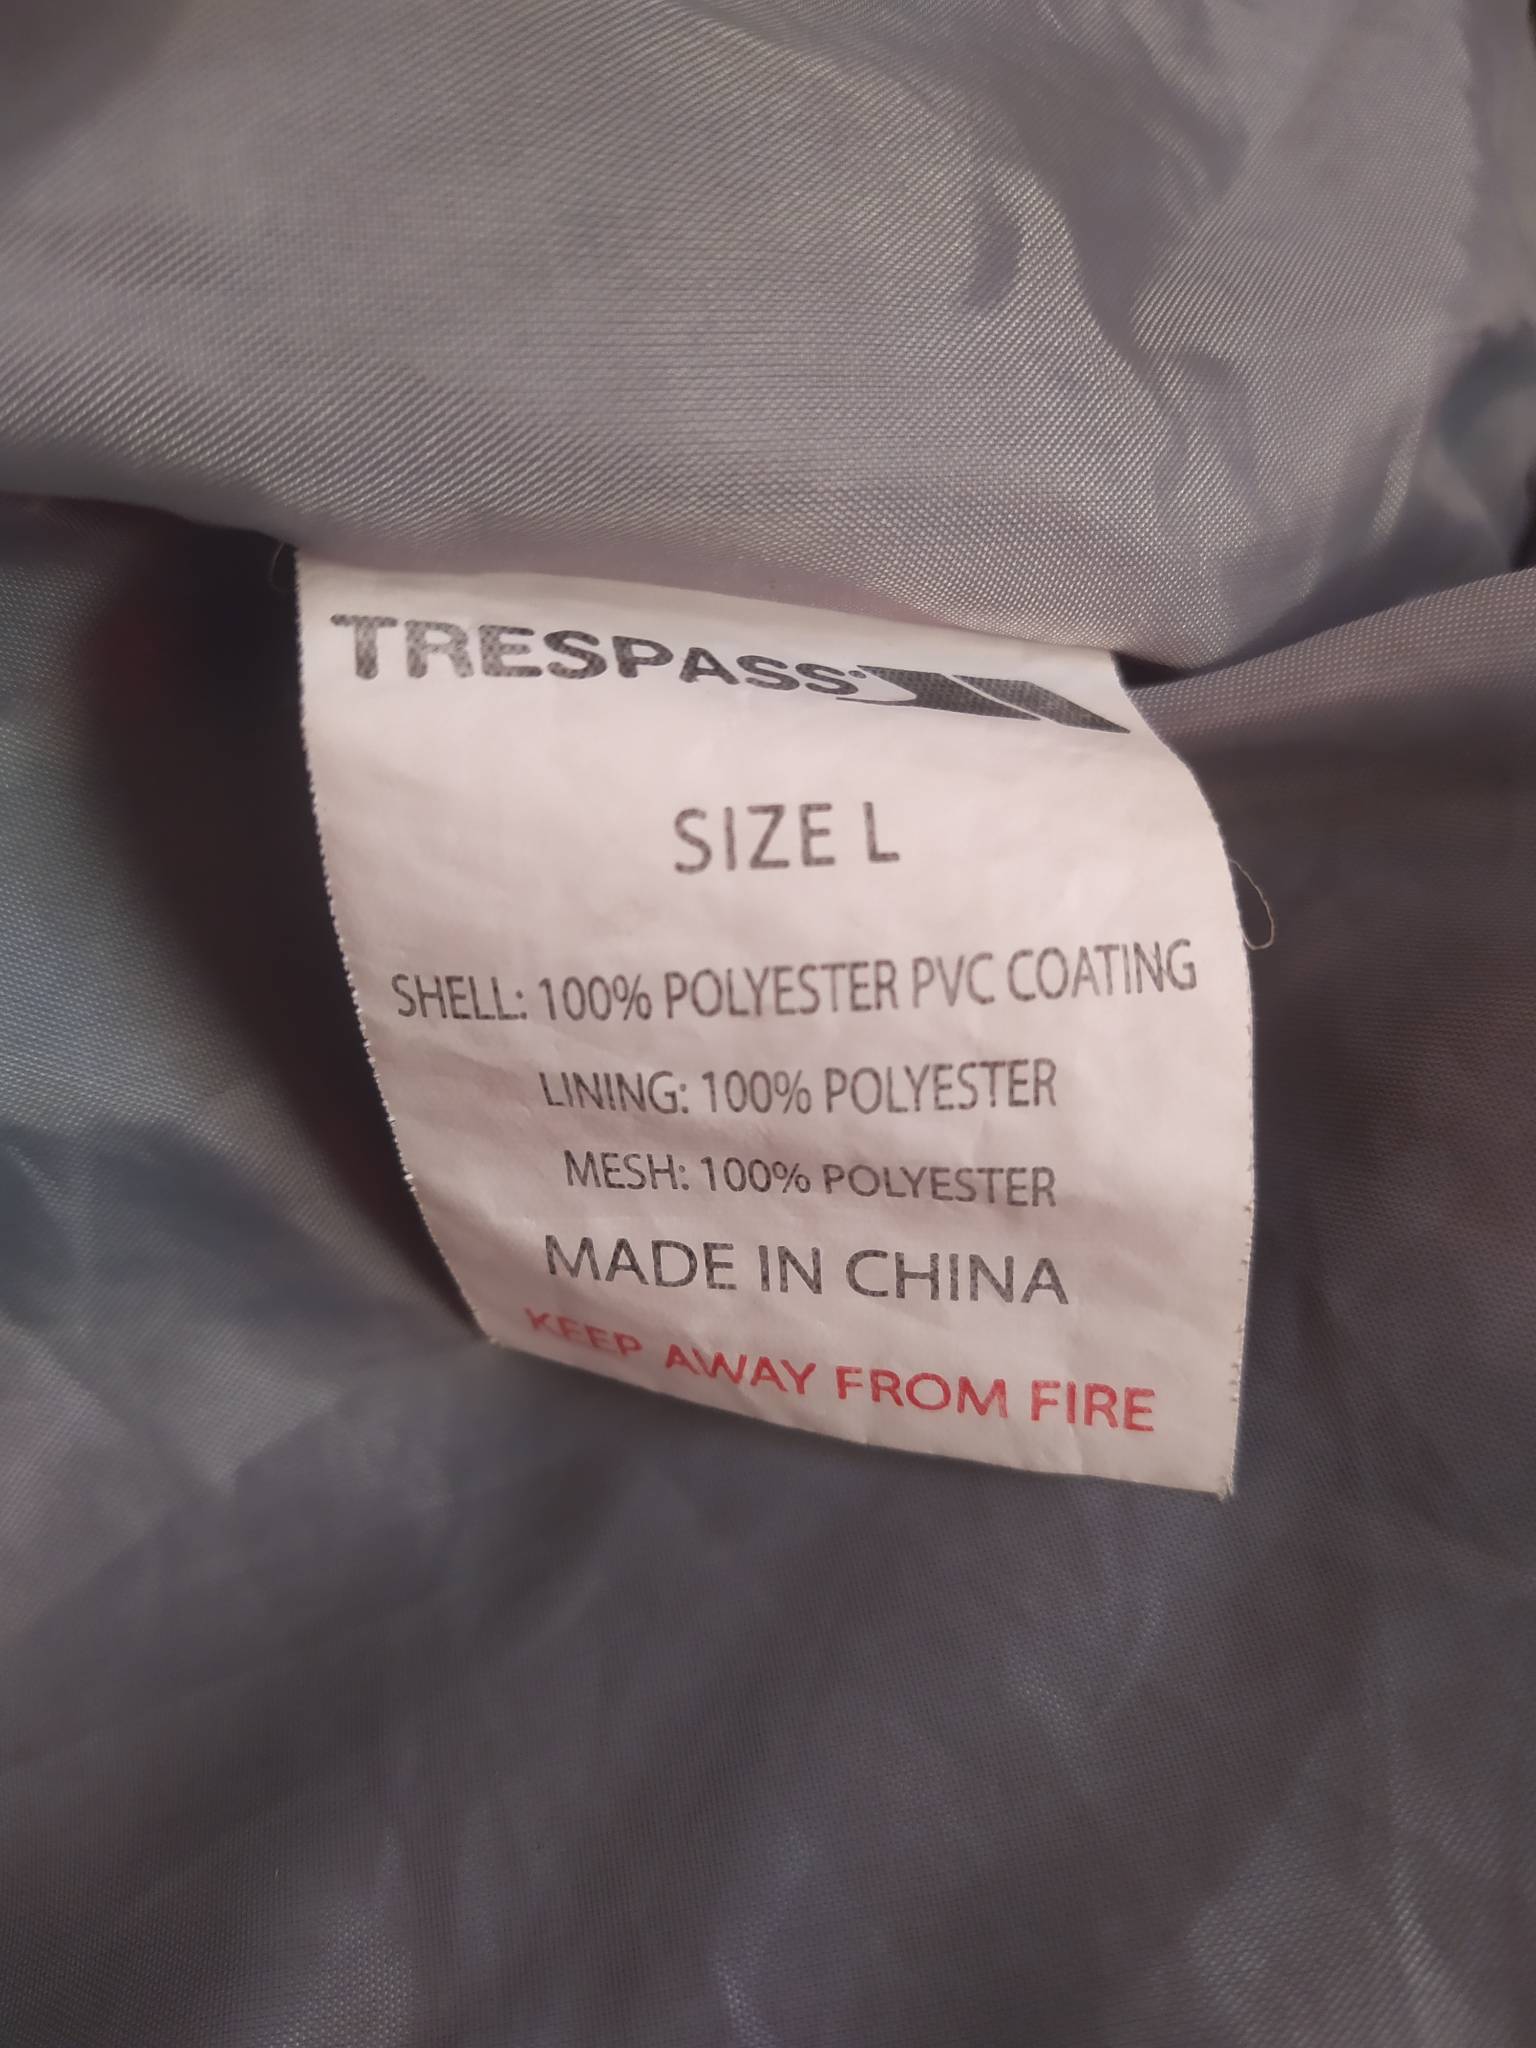 TRESPASS
SIZE L
SHELL: 100% POLYESTER PVC COATING
LINING: 100% POLYESTER
MESH: 100% POLYESTER
MADE IN CHINA
KEEP AWAY FROM FIRE